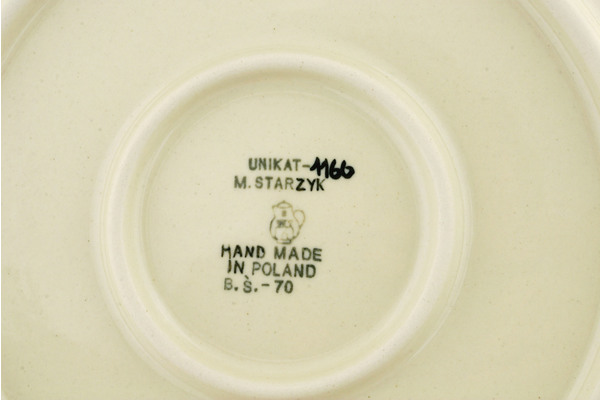 UNIKAT-1166
M. STARZYK
HAND MADE
IN POLAND
B.Ś.-70